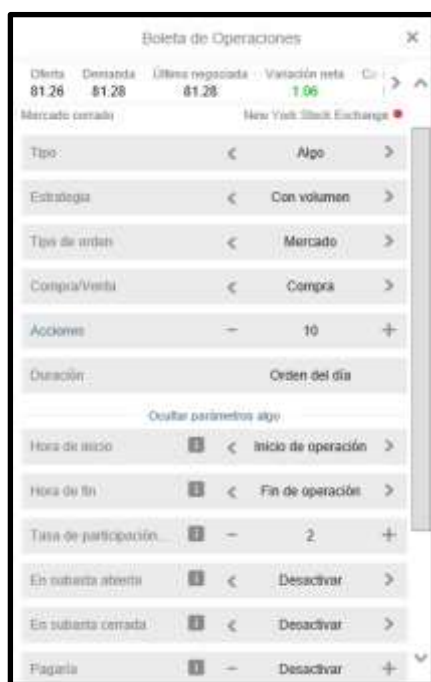 Boleta de Operaciones
Oferta Demanda Última negociada Variación neta
81.26 81.28 81.28 1.06
Mercado cerrado New York Stock Exchange
Tipo Algo
Estrategia Con volumen
Tipo de orden Mercado
Compra/Venta Compra
Acciones 10
Duración Orden del día
Ocultar parámetros algo
Hora de inicio Inicio de operación
Hora de fin Fin de operación
Tasa de participación... 2
En subasta abierta Desactivar
En subasta cerrada Desactivar
Pagaría Desactivar